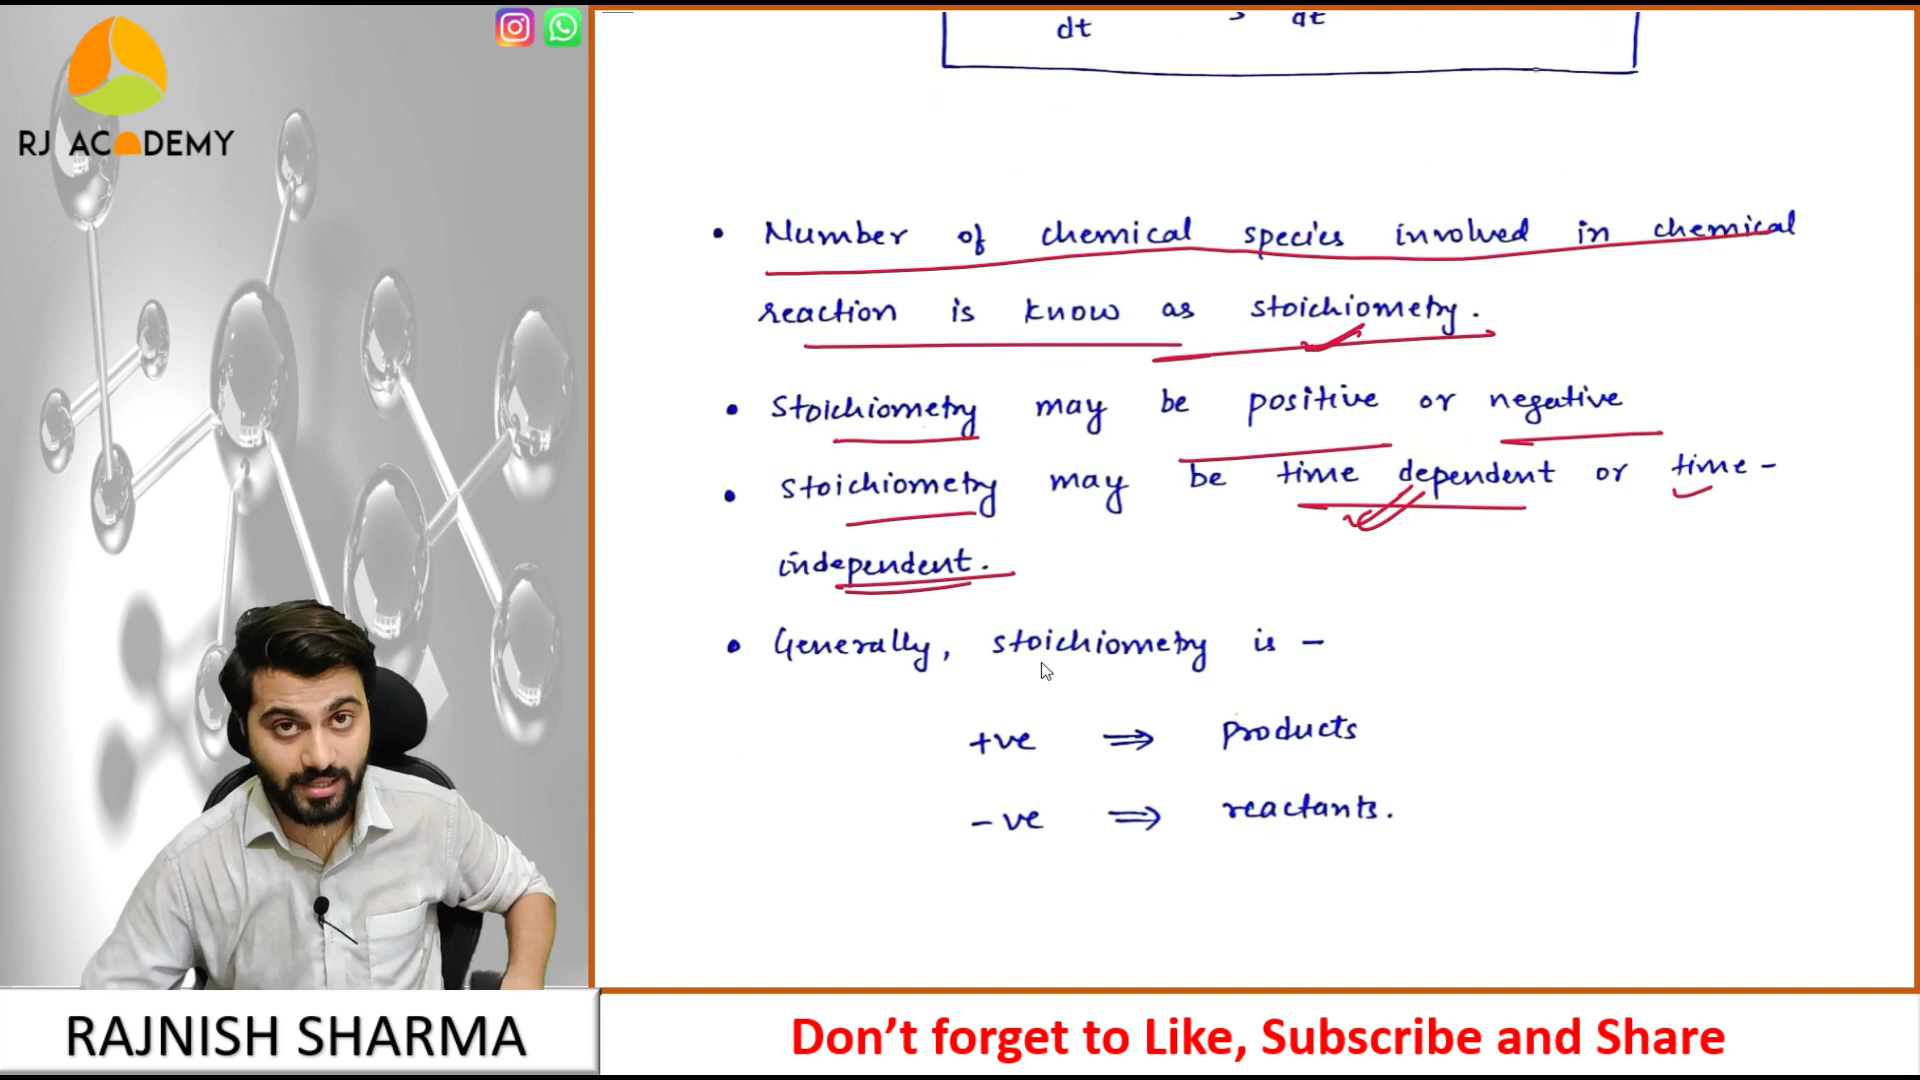 RJ ACADEMY
dt dt
• Number of chemical species involved in chemical
reaction is know as stoichiometry.
• Stoichiometry may be positive or negative
• Stoichiometry may be time dependent or time-
independent.
• Generally, stoichiometry is -
+ve ⇒ Products
-ve ⇒ reactants.
RAJNISH SHARMA
Don't forget to Like, Subscribe and Share